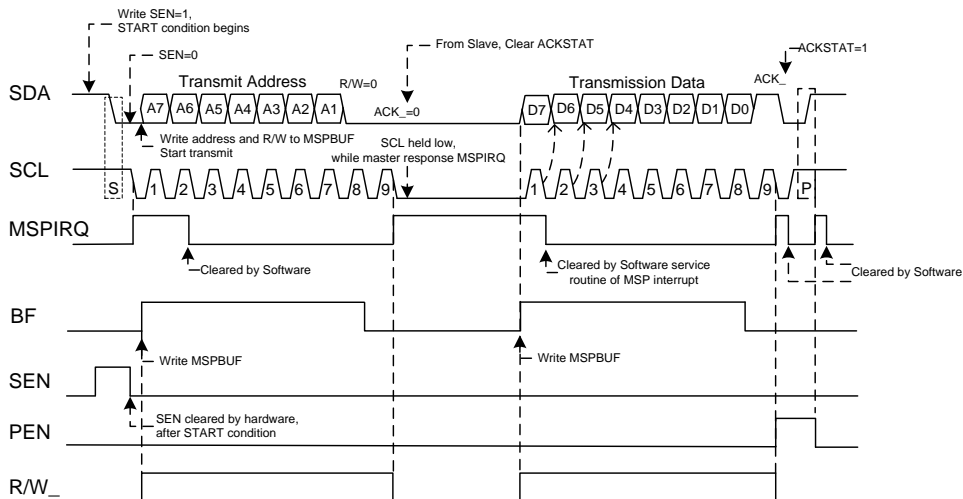 Write SEN=1,
START condition begins
SEN=0
From Slave, Clear ACKSTAT
ACKSTAT=1
Transmit Address
R/W=0
Transmission Data
ACK_
SDA
A7 A6 A5 A4 A3 A2 A1
ACK_=0
D7 D6 D5 D4 D3 D2 D1 D0
Write address and R/W to MSPBUF
Start transmit
SCL held low,
while master response MSPIRQ
SCL
S 1 2 3 4 5 6 7 8 9 1 2 3 4 5 6 7 8 9 P
MSPIRQ
Cleared by Software
Cleared by Software service
routine of MSP interrupt
Cleared by Software
BF
Write MSPBUF
Write MSPBUF
SEN
SEN cleared by hardware,
after START condition
PEN
R/W_